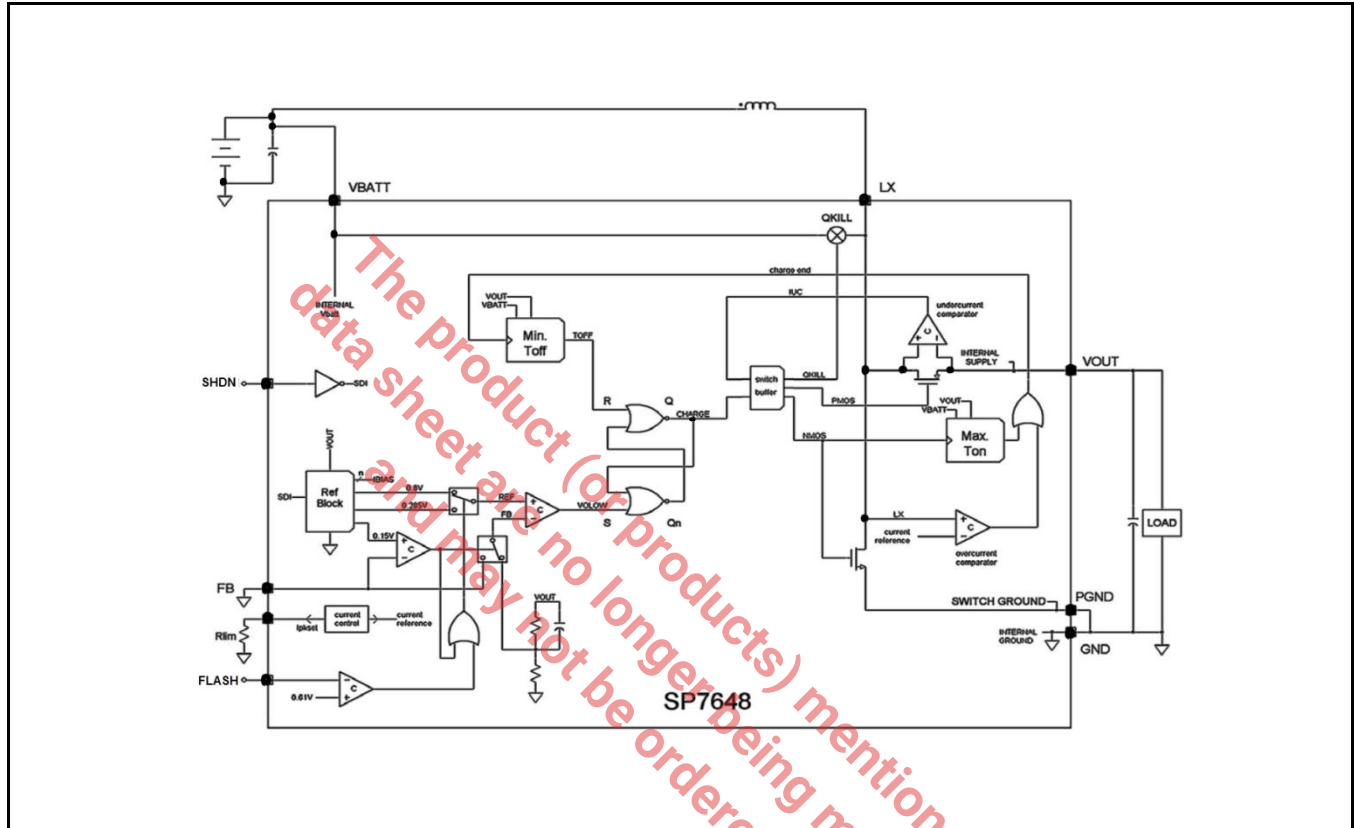 VBATT
LX
QKILL
charge end
IUC
undercurrent
comparator
INTERNAL
Vbatt
VOUT
VBATT
Min.
Toff
TOFF
INTERNAL
SUPPLY
VOUT
SHDN
SDI
switch
buffer
QKILL
PMOS
VOUT
VBATT
R
Q
CHARGE
NMOS
Max.
Ton
VOUT
n
IBIAS
SDI
Ref
Block
0.8V
0.285V
REF
FB
+
−
C
VOLOW
S
Qn
LX
current
reference
+
−
C
overcurrent
comparator
LOAD
0.15V
+
−
C
FB
VOUT
SWITCH GROUND
PGND
Rlim
Ipkset
current
control
current
reference
INTERNAL
GROUND
GND
FLASH
0.61V
−
+
C
SP7648
+
C
−
The product (or products) mention
data sheet are no longer being m
and may not be ordere